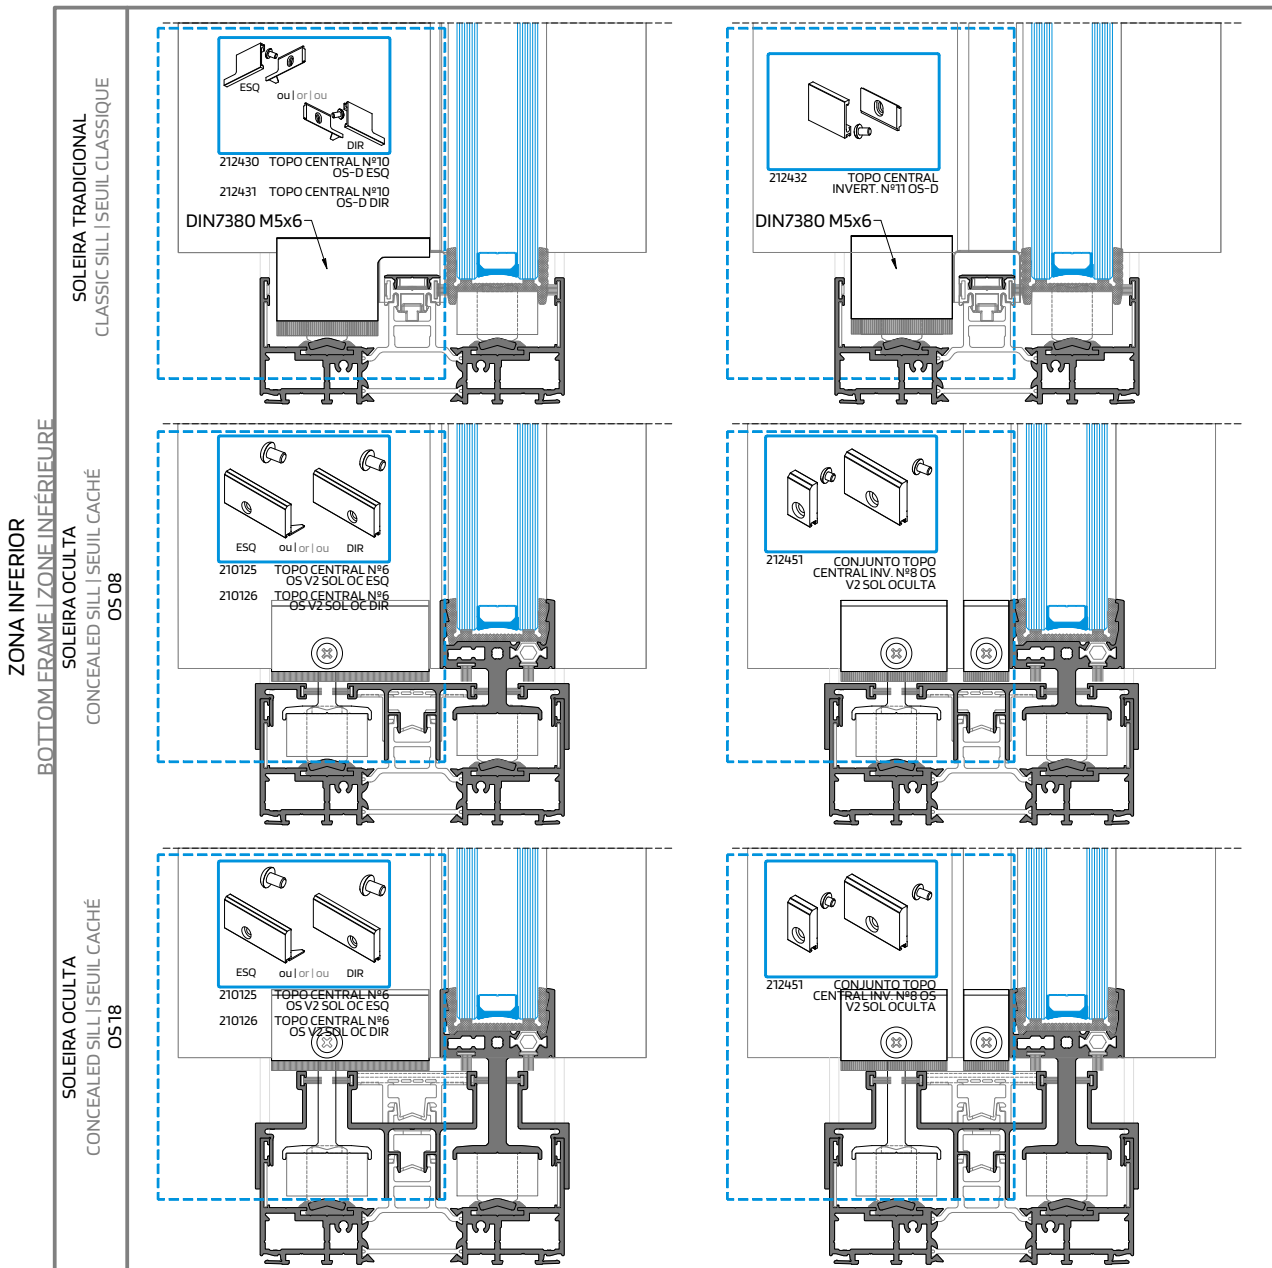 ZONA INFERIOR
BOTTOM FRAME | ZONE INFÉRIEURE
SOLEIRA TRADICIONAL
CLASSIC SILL | SEUIL CLASSIQUE
ESQ
ou | or | ou
DIR
212430 TOPO CENTRAL Nº10
OS-D ESQ
212431 TOPO CENTRAL Nº10
OS-D DIR
DIN7380 M5x6
212432 TOPO CENTRAL
INVERT. Nº11 OS-D
DIN7380 M5x6
SOLEIRA OCULTA
CONCEALED SILL | SEUIL CACHÉ
OS 08
ESQ ou | or | ou DIR
210125 TOPO CENTRAL Nº6
OS V2 SOL OC ESQ
210126 TOPO CENTRAL Nº6
OS V2 SOL OC DIR
212451 CONJUNTO TOPO
CENTRAL INV. Nº8 OS
V2 SOL OCULTA
SOLEIRA OCULTA
CONCEALED SILL | SEUIL CACHÉ
OS 18
ESQ ou | or | ou DIR
210125 TOPO CENTRAL Nº6
OS V2 SOL OC ESQ
210126 TOPO CENTRAL Nº6
OS V2 SOL OC DIR
212451 CONJUNTO TOPO
CENTRAL INV. Nº8 OS
V2 SOL OCULTA